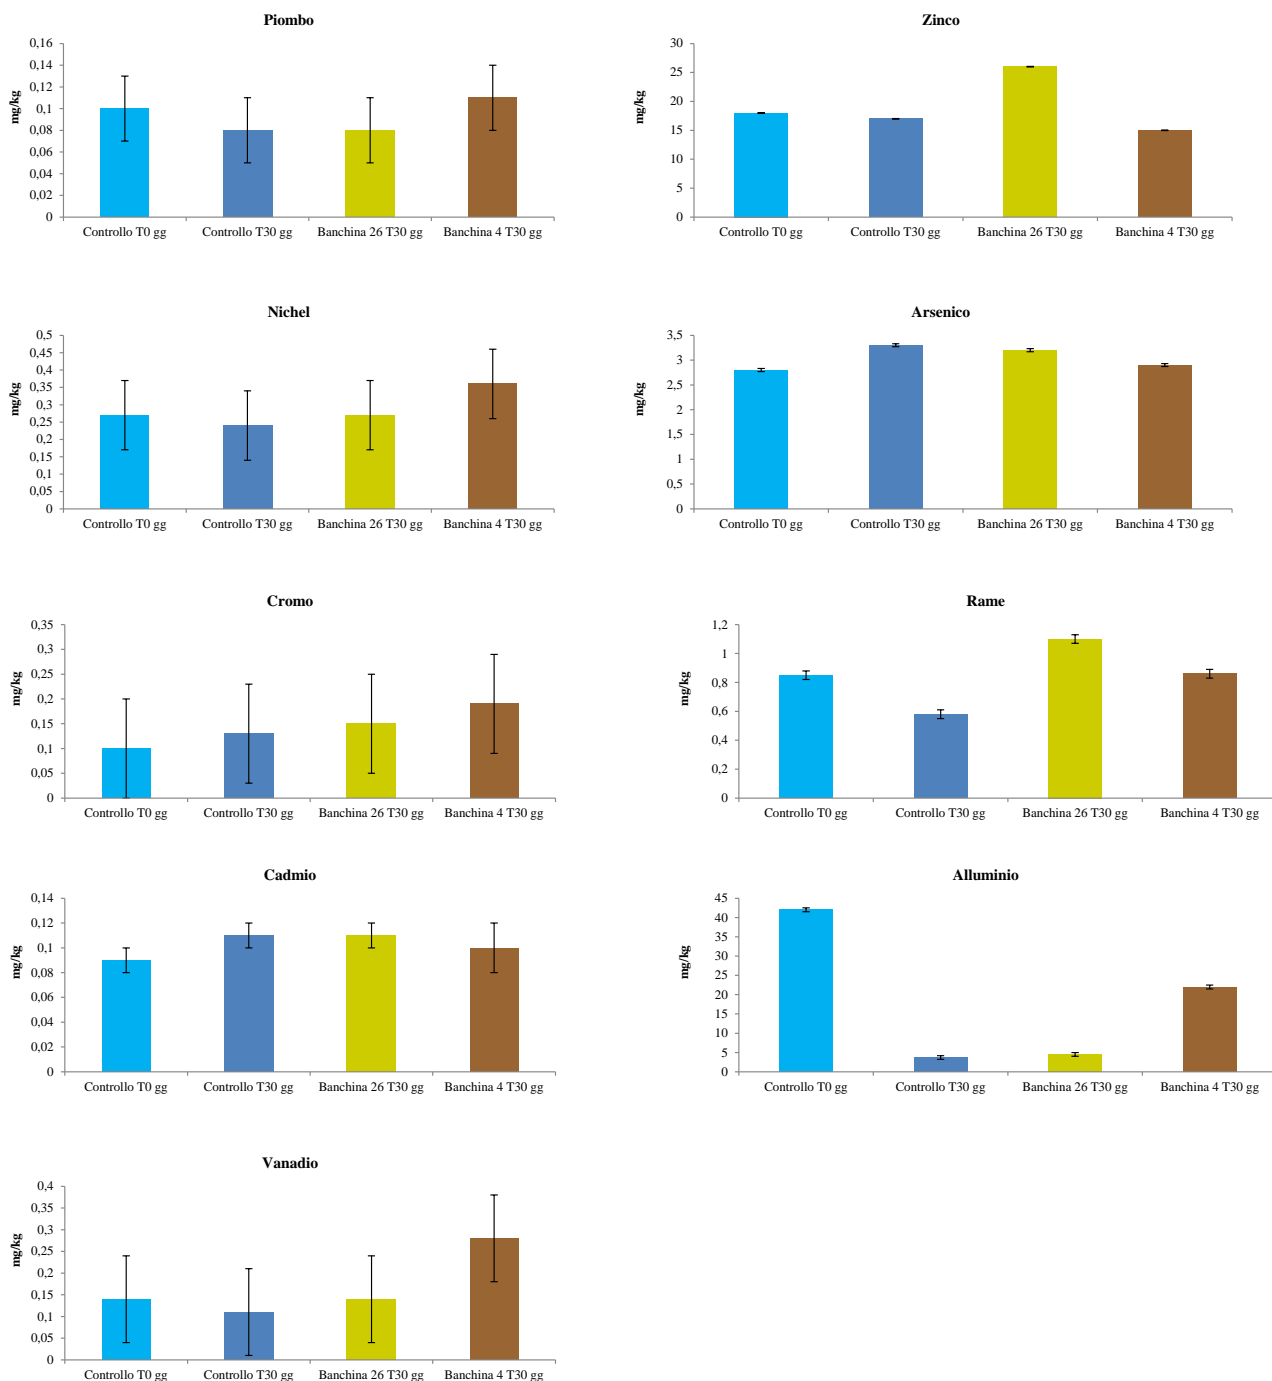 Piombo
mg/kg
0,16
0,14
0,12
0,1
0,08
0,06
0,04
0,02
0
Controllo T0 gg Controllo T30 gg Banchina 26 T30 gg Banchina 4 T30 gg
Zinco
mg/kg
30
25
20
15
10
5
0
Controllo T0 gg Controllo T30 gg Banchina 26 T30 gg Banchina 4 T30 gg
Nichel
mg/kg
0,5
0,45
0,4
0,35
0,3
0,25
0,2
0,15
0,1
0,05
0
Controllo T0 gg Controllo T30 gg Banchina 26 T30 gg Banchina 4 T30 gg
Arsenico
mg/kg
3,5
3
2,5
2
1,5
1
0,5
0
Controllo T0 gg Controllo T30 gg Banchina 26 T30 gg Banchina 4 T30 gg
Cromo
mg/kg
0,35
0,3
0,25
0,2
0,15
0,1
0,05
0
Controllo T0 gg Controllo T30 gg Banchina 26 T30 gg Banchina 4 T30 gg
Rame
mg/kg
1,2
1
0,8
0,6
0,4
0,2
0
Controllo T0 gg Controllo T30 gg Banchina 26 T30 gg Banchina 4 T30 gg
Cadmio
mg/kg
0,14
0,12
0,1
0,08
0,06
0,04
0,02
0
Controllo T0 gg Controllo T30 gg Banchina 26 T30 gg Banchina 4 T30 gg
Alluminio
mg/kg
45
40
35
30
25
20
15
10
5
0
Controllo T0 gg Controllo T30 gg Banchina 26 T30 gg Banchina 4 T30 gg
Vanadio
mg/kg
0,4
0,35
0,3
0,25
0,2
0,15
0,1
0,05
0
Controllo T0 gg Controllo T30 gg Banchina 26 T30 gg Banchina 4 T30 gg